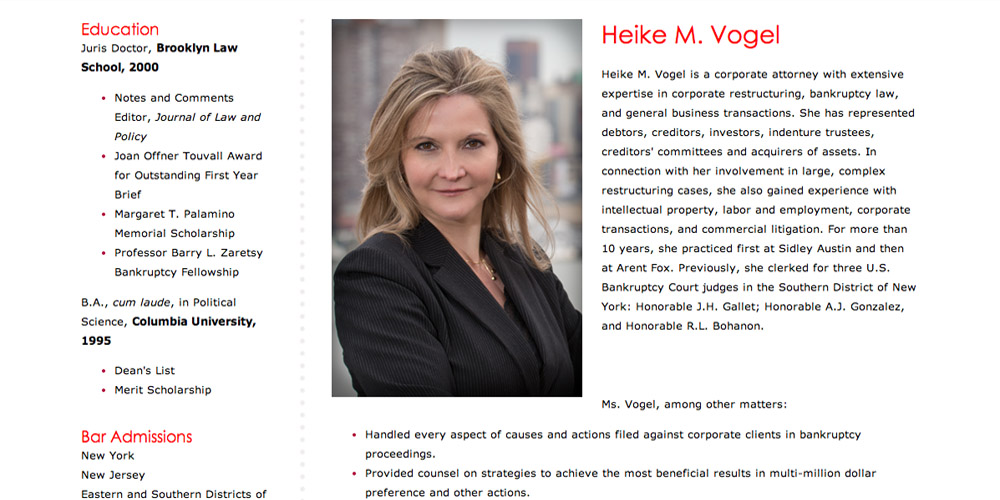 Education
Juris Doctor, Brooklyn Law
School, 2000
• Notes and Comments
Editor, Journal of Law and
Policy
• Joan Offner Touvall Award
for Outstanding First Year
Brief
• Margaret T. Palamino
Memorial Scholarship
• Professor Barry L. Zaretsy
Bankruptcy Fellowship
B.A., cum laude, in Political
Science, Columbia University,
1995
• Dean's List
• Merit Scholarship
Bar Admissions
New York
New Jersey
Eastern and Southern Districts of
Heike M. Vogel
Heike M. Vogel is a corporate attorney with extensive
expertise in corporate restructuring, bankruptcy law,
and general business transactions. She has represented
debtors, creditors, investors, indenture trustees,
creditors' committees and acquirers of assets. In
connection with her involvement in large, complex
restructuring cases, she also gained experience with
intellectual property, labor and employment, corporate
transactions, and commercial litigation. For more than
10 years, she practiced first at Sidley Austin and then
at Arent Fox. Previously, she clerked for three U.S.
Bankruptcy Court judges in the Southern District of New
York: Honorable J.H. Gallet; Honorable A.J. Gonzalez,
and Honorable R.L. Bohanon.
Ms. Vogel, among other matters:
• Handled every aspect of causes and actions filed against corporate clients in bankruptcy
proceedings.
• Provided counsel on strategies to achieve the most beneficial results in multi-million dollar
preference and other actions.